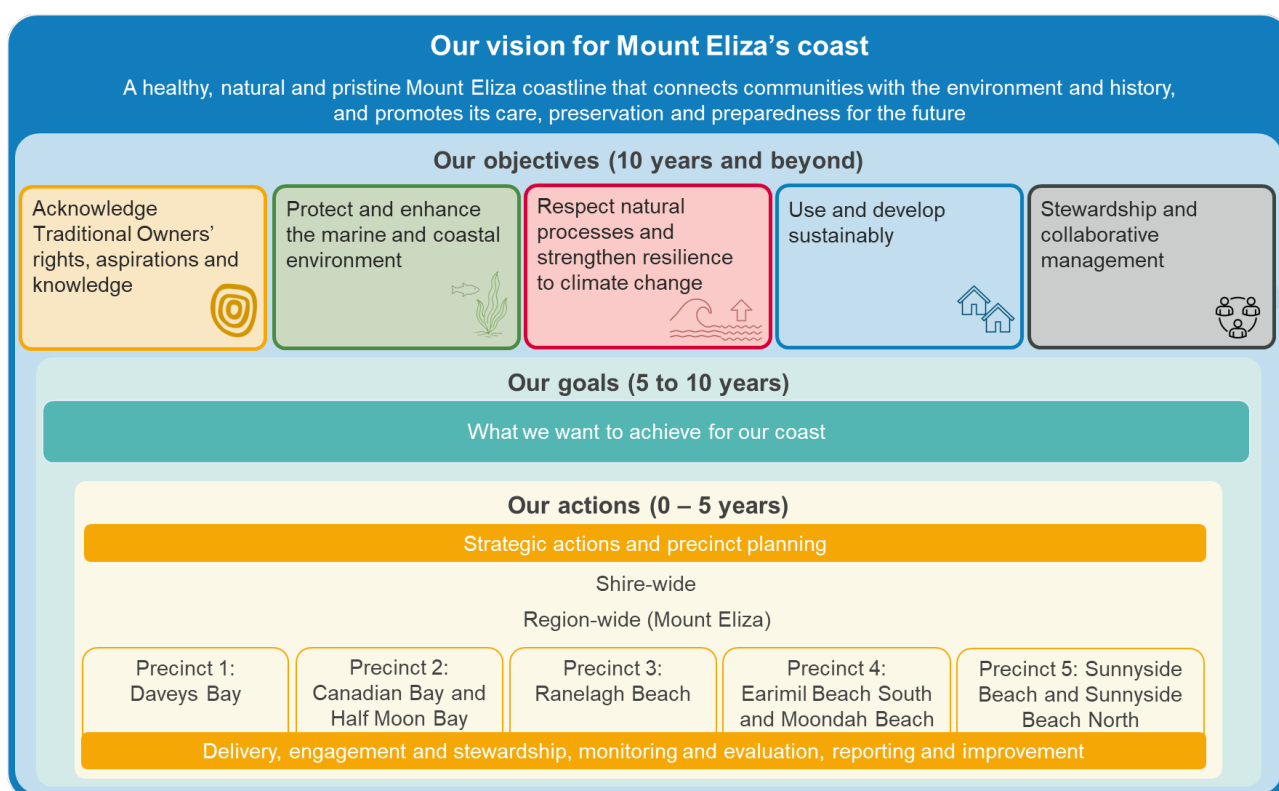 Our vision for Mount Eliza's coast
A healthy, natural and pristine Mount Eliza coastline that connects communities with the environment and history,
and promotes its care, preservation and preparedness for the future
Our objectives (10 years and beyond)
Acknowledge
Traditional Owners'
rights, aspirations and
knowledge
Protect and enhance
the marine and coastal
environment
Respect natural
processes and
strengthen resilience
to climate change
Use and develop
sustainably
Stewardship and
collaborative
management
Our goals (5 to 10 years)
What we want to achieve for our coast
Our actions (0 – 5 years)
Strategic actions and precinct planning
Shire-wide
Region-wide (Mount Eliza)
Precinct 1:
Daveys Bay
Precinct 2:
Canadian Bay and
Half Moon Bay
Precinct 3:
Ranelagh Beach
Precinct 4:
Earimil Beach South
and Moondah Beach
Precinct 5: Sunnyside
Beach and Sunnyside
Beach North
Delivery, engagement and stewardship, monitoring and evaluation, reporting and improvement